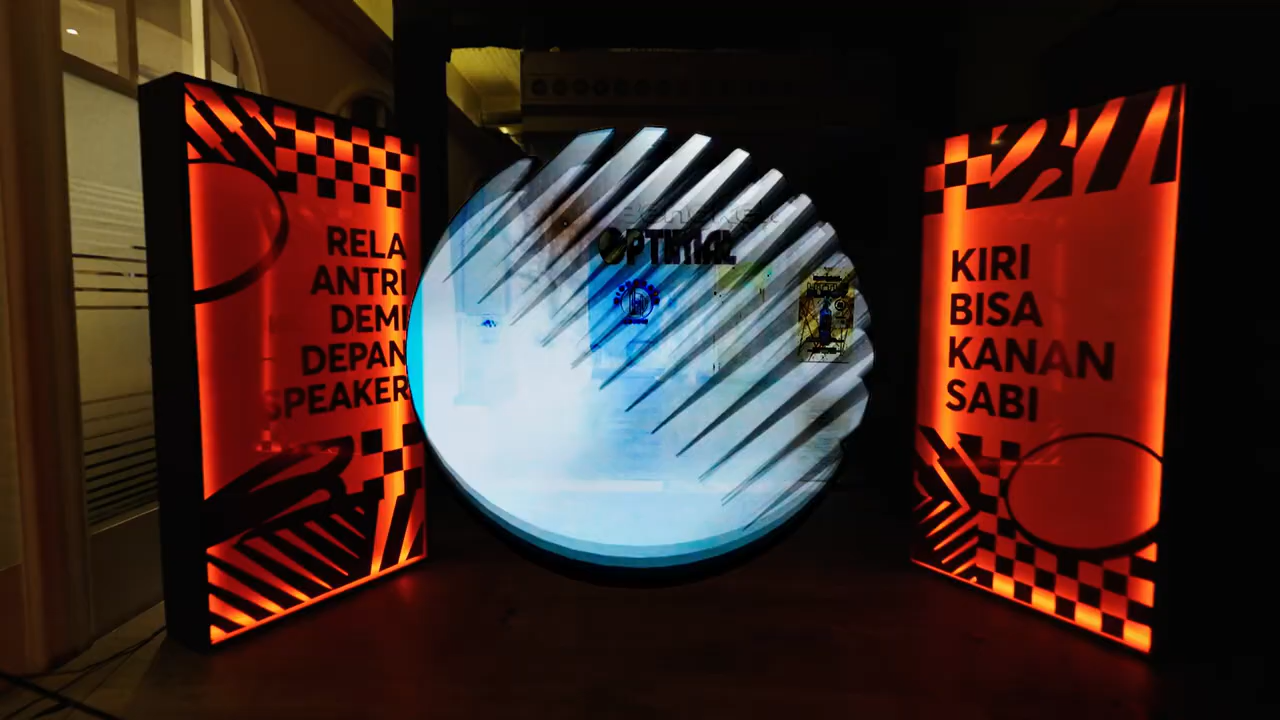 RELA
ANTRI
DEMI
DEPAN
SPEAKER
OPTIMAL
KIRI
BISA
KANAN
SABI